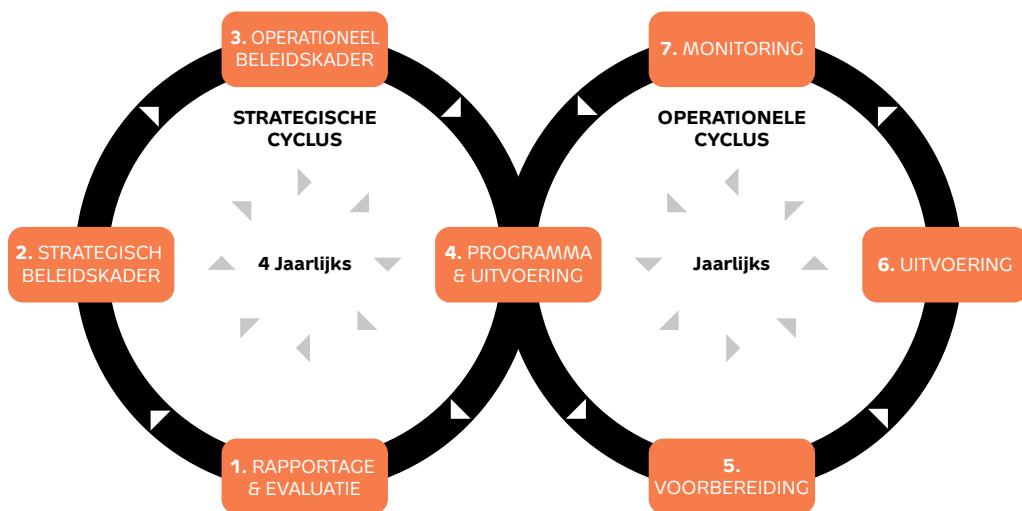 3. OPERATIONEEL
BELEIDSKADER
7. MONITORING
STRATEGISCHE
CYCLUS
OPERATIONELE
CYCLUS
2. STRATEGISCH
BELEIDSKADER
4 Jaarlijks
4. PROGRAMMA
& UITVOERING
Jaarlijks
6. UITVOERING
1. RAPPORTAGE
& EVALUATIE
5.
VOORBEREIDING